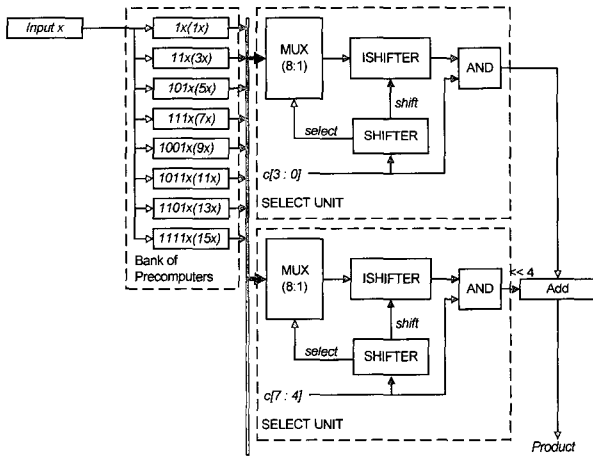 Input x
1x(1x)
11x(3x)
101x(5x)
111x(7x)
1001x(9x)
1011x(11x)
1101x(13x)
1111x(15x)
Bank of
Precomputers
MUX
(8:1)
ISHIFTER
AND
shift
select
SHIFTER
c[3 : 0]
SELECT UNIT
MUX
(8:1)
ISHIFTER
AND
<< 4
Add
shift
select
SHIFTER
c[7 : 4]
SELECT UNIT
Product